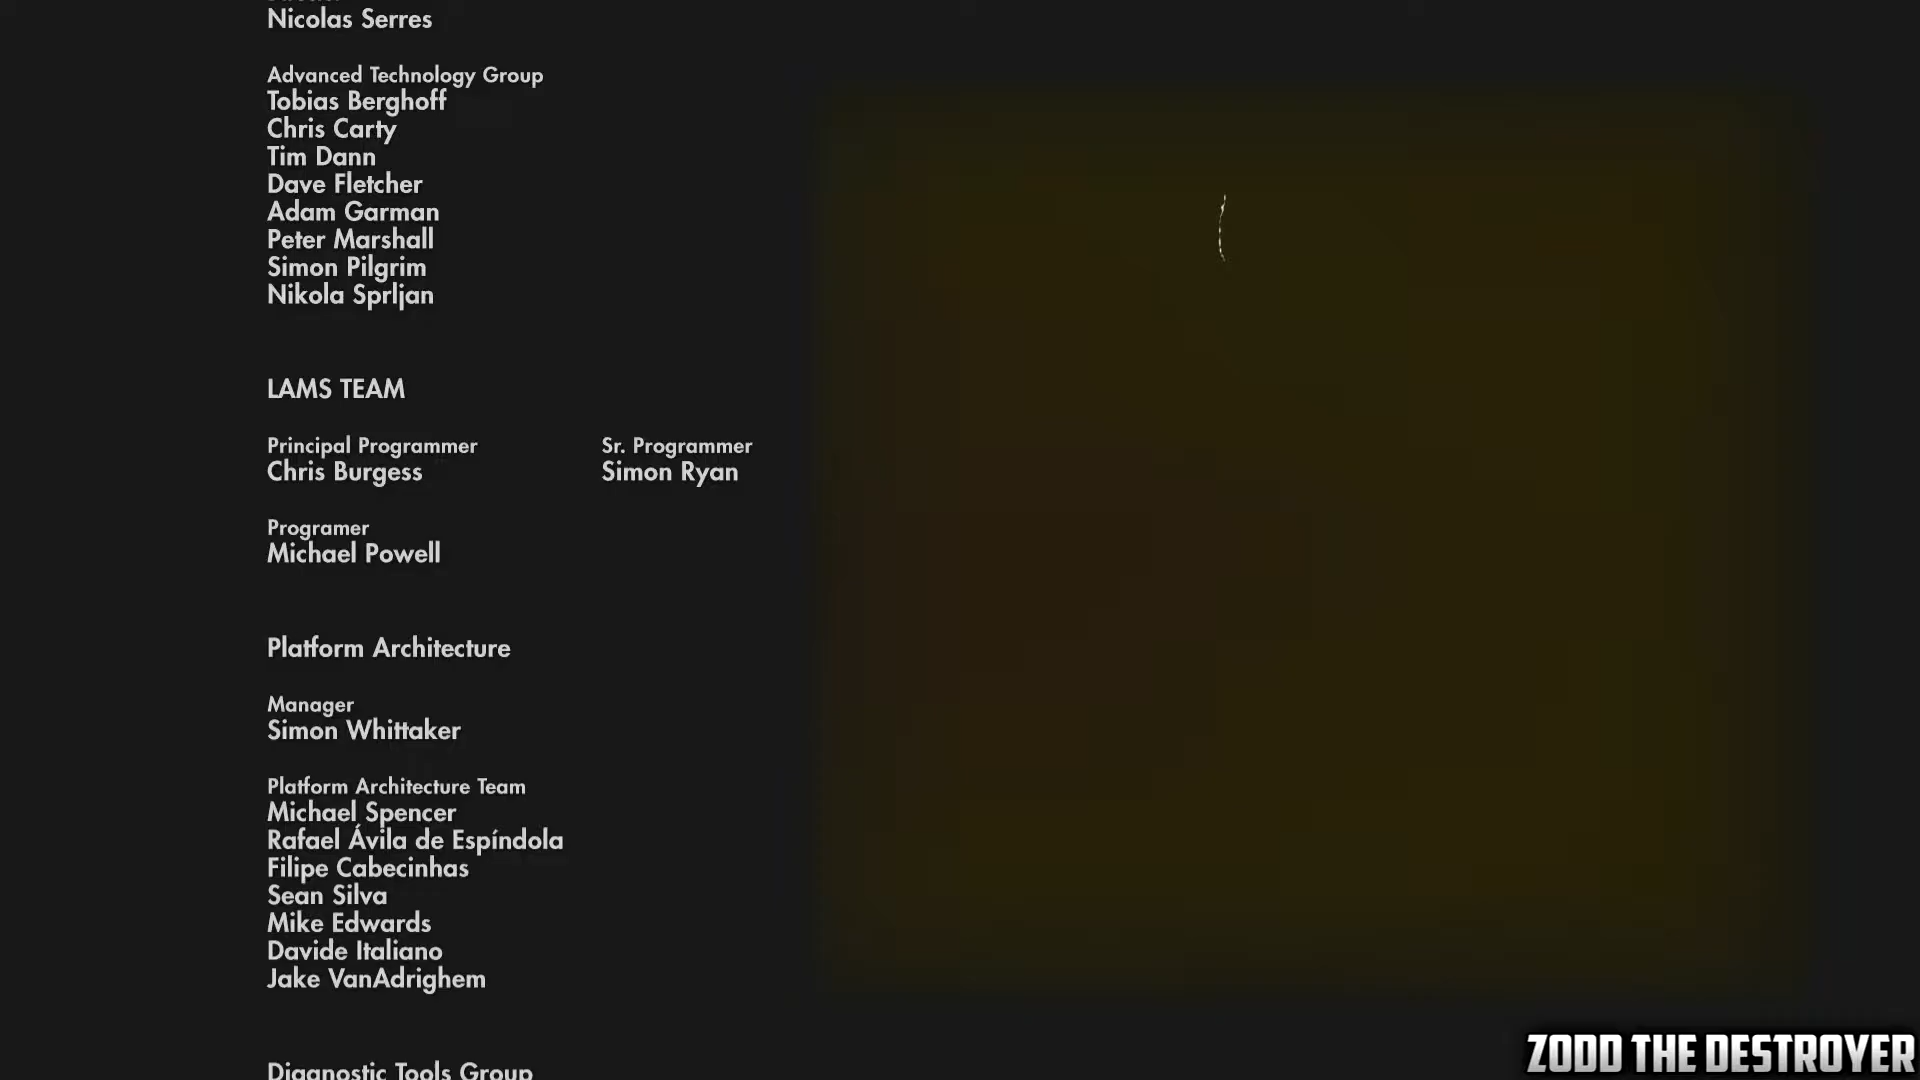 Nicolas Serres
Advanced Technology Group
Tobias Berghoff
Chris Carty
Tim Dann
Dave Fletcher
Adam Garman
Peter Marshall
Simon Pilgrim
Nikola Sprljan
LAMS TEAM
Principal Programmer
Chris Burgess
Sr. Programmer
Simon Ryan
Programer
Michael Powell
Platform Architecture
Manager
Simon Whittaker
Platform Architecture Team
Michael Spencer
Rafael Ávila de Espíndola
Filipe Cabecinhas
Sean Silva
Mike Edwards
Davide Italiano
Jake VanAdrighem
Diagnostic Tools Group
ZODD THE DESTROYER